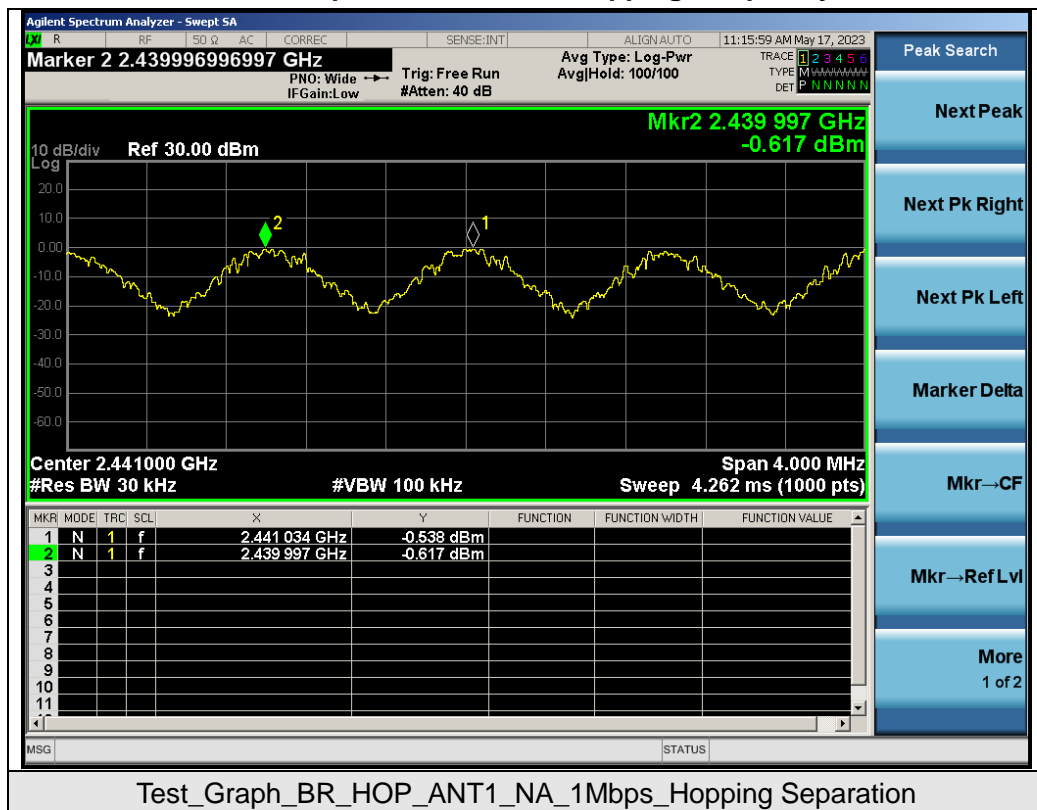 Agilent Spectrum Analyzer - Swept SA
LXI R RF 50 Ω AC CORREC SENSE:INT ALIGN AUTO 11:15:59 AM May 17, 2023
Marker 2 2.439996996997 GHz
PNO: Wide
IFGain:Low
Trig: Free Run
#Atten: 40 dB
Avg Type: Log-Pwr
Avg|Hold: 100/100
TRACE 1 2 3 4 5 6
TYPE M
DET P N N N N N
Mkr2 2.439 997 GHz
-0.617 dBm
10 dB/div Ref 30.00 dBm
Log
20.0
10.0
0.00
-10.0
-20.0
-30.0
-40.0
-50.0
-60.0
2
1
Center 2.441000 GHz Span 4.000 MHz
#Res BW 30 kHz #VBW 100 kHz Sweep 4.262 ms (1000 pts)
MKR MODE TRC SCL X Y FUNCTION FUNCTION WIDTH FUNCTION VALUE
1 N 1 f 2.441 034 GHz -0.538 dBm
2 N 1 f 2.439 997 GHz -0.617 dBm
3
4
5
6
7
8
9
10
11
MSG STATUS
Peak Search
Next Peak
Next Pk Right
Next Pk Left
Marker Delta
Mkr→CF
Mkr→Ref Lvl
More
1 of 2
Test_Graph_BR_HOP_ANT1_NA_1Mbps_Hopping Separation